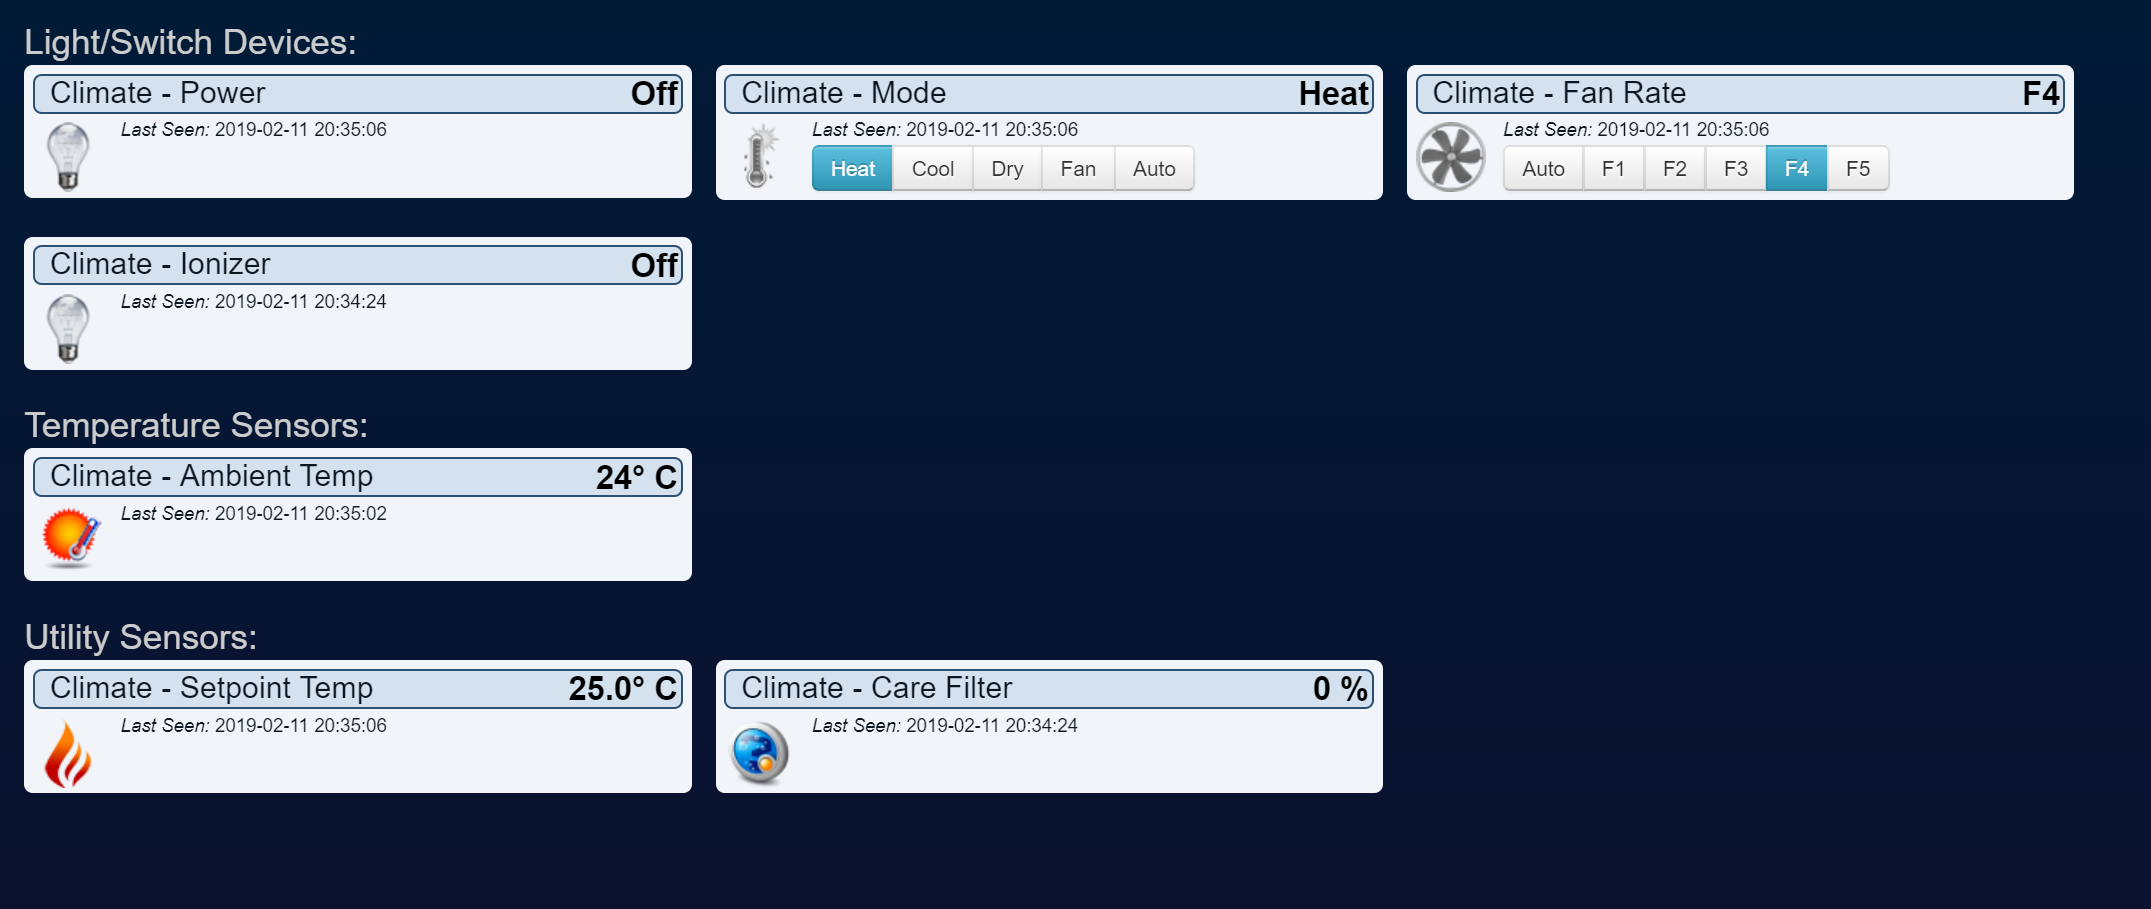 Light/Switch Devices:
Climate - Power Off
Last Seen: 2019-02-11 20:35:06
Climate - Mode Heat
Last Seen: 2019-02-11 20:35:06
Heat Cool Dry Fan Auto
Climate - Fan Rate F4
Last Seen: 2019-02-11 20:35:06
Auto F1 F2 F3 F4 F5
Climate - Ionizer Off
Last Seen: 2019-02-11 20:34:24
Temperature Sensors:
Climate - Ambient Temp 24° C
Last Seen: 2019-02-11 20:35:02
Utility Sensors:
Climate - Setpoint Temp 25.0° C
Last Seen: 2019-02-11 20:35:06
Climate - Care Filter 0 %
Last Seen: 2019-02-11 20:34:24